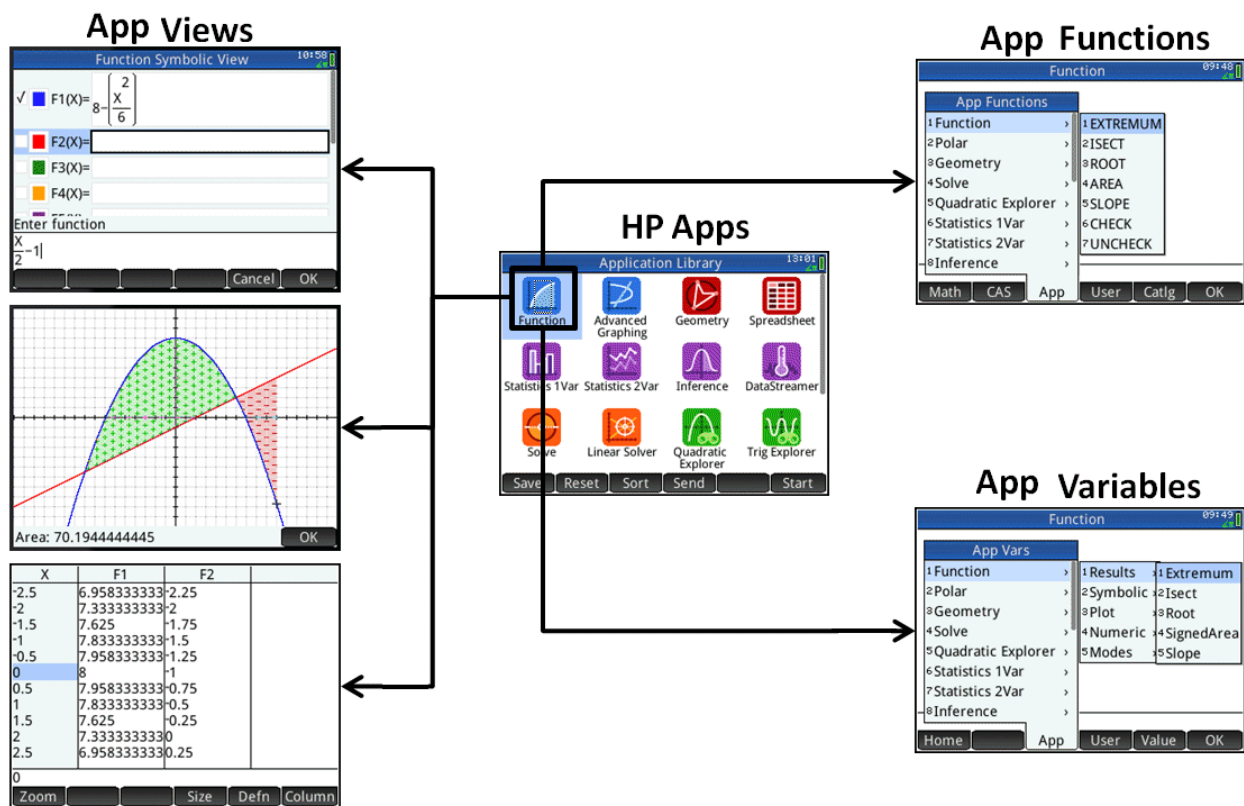 App Views
Function Symbolic View
10:58
√ F1(X)= 8-(X²/6)
F2(X)=
F3(X)=
F4(X)=
Enter function
X/2-1
Cancel OK
Area: 70.1944444445
OK
X F1 F2
-2.5 6.958333333 -2.25
-2 7.333333333 -2
-1.5 7.625 -1.75
-1 7.833333333 -1.5
-0.5 7.958333333 -1.25
0 8 -1
0.5 7.958333333 -0.75
1 7.833333333 -0.5
1.5 7.625 -0.25
2 7.333333333 0
2.5 6.958333333 0.25
0
Zoom Size Defn Column
HP Apps
Application Library
13:01
Function Advanced Graphing Geometry Spreadsheet
Statistics 1Var Statistics 2Var Inference DataStreamer
Solve Linear Solver Quadratic Explorer Trig Explorer
Save Reset Sort Send Start
App Functions
Function
09:48
App Functions
1 Function › 1 EXTREMUM
2 Polar › 2 ISECT
3 Geometry › 3 ROOT
4 Solve › 4 AREA
5 Quadratic Explorer › 5 SLOPE
6 Statistics 1Var › 6 CHECK
7 Statistics 2Var › 7 UNCHECK
8 Inference ›
Math CAS App User Catlg OK
App Variables
Function
09:49
App Vars
1 Function › 1 Results › 1 Extremum
2 Polar › 2 Symbolic › 2 Isect
3 Geometry › 3 Plot › 3 Root
4 Solve › 4 Numeric › 4 SignedArea
5 Quadratic Explorer › 5 Modes › 5 Slope
6 Statistics 1Var ›
7 Statistics 2Var ›
8 Inference ›
Home App User Value OK